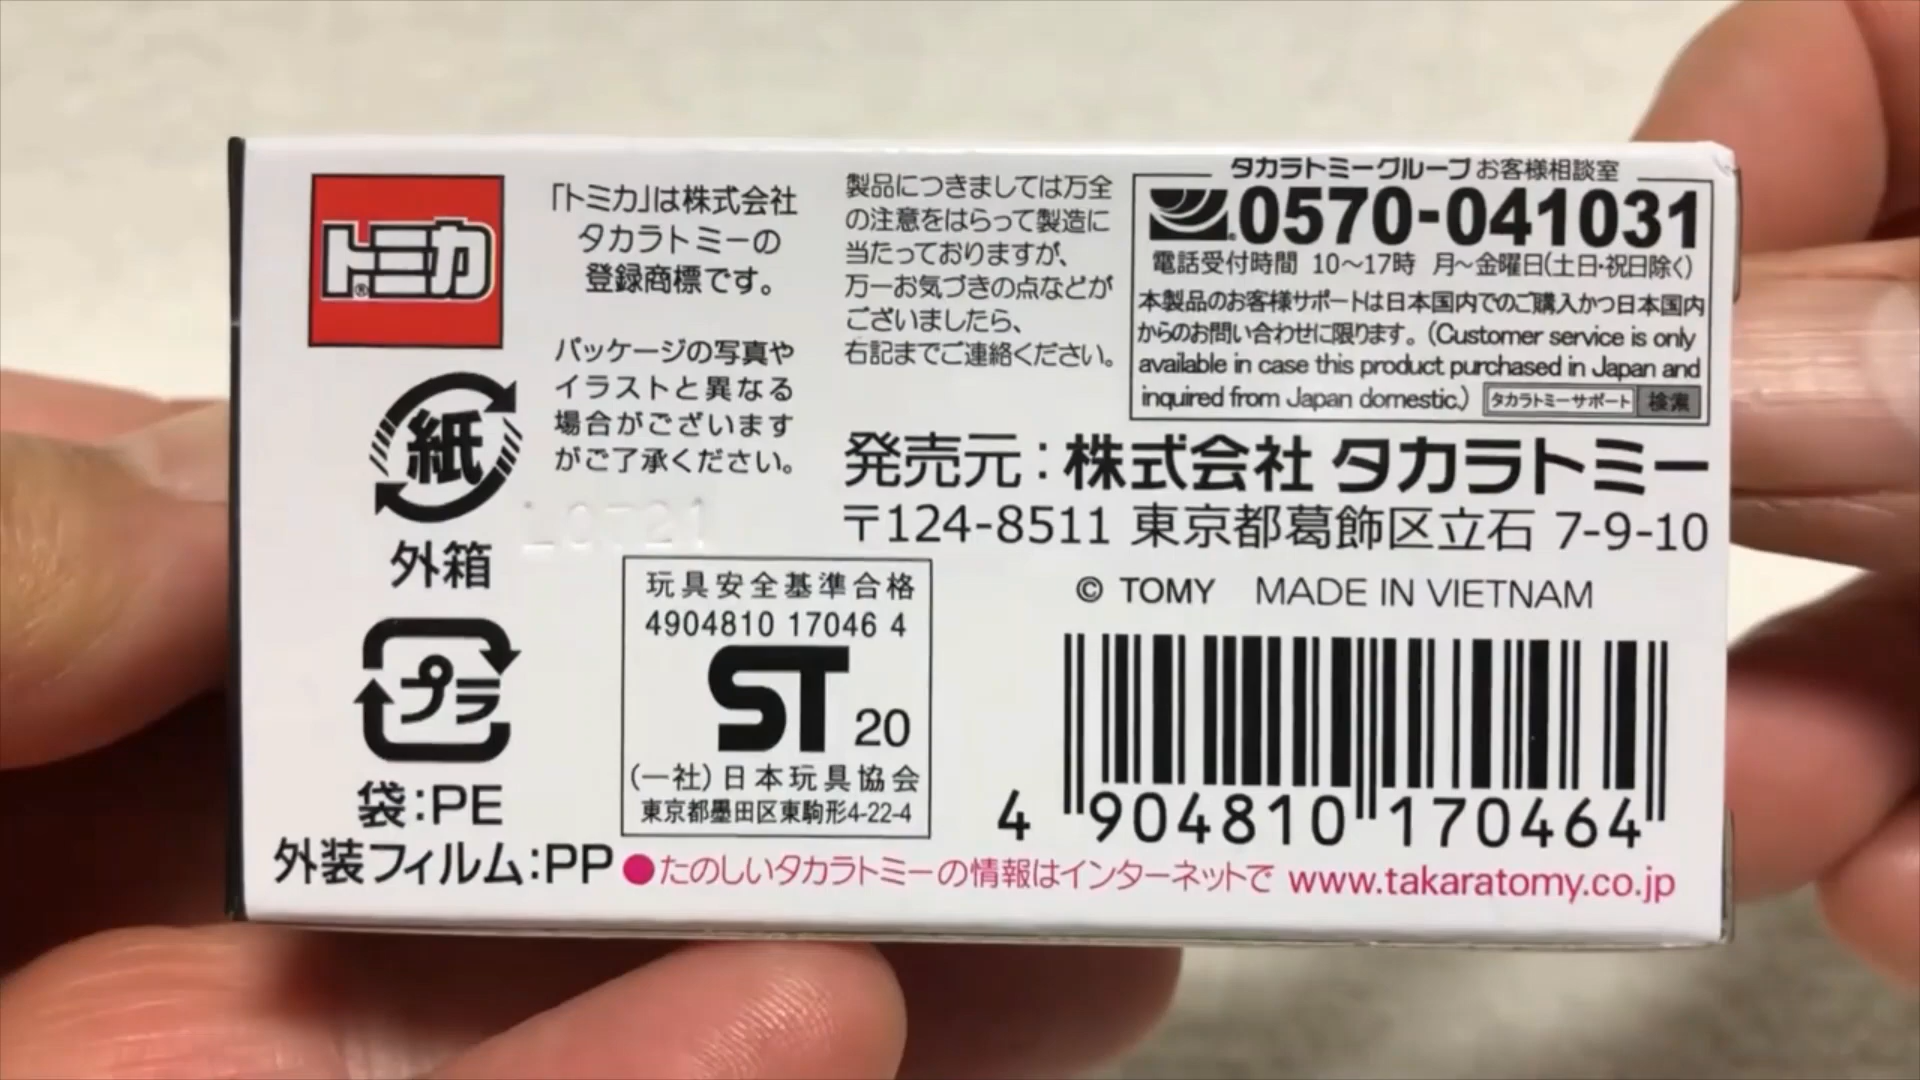 トミカ®
「トミカ」は株式会社
タカラトミーの
登録商標です。
パッケージの写真や
イラストと異なる
場合がございます
がご了承ください。
紙
外箱
プラ
袋:PE
外装フィルム:PP
玩具安全基準合格
4904810 17046 4
ST 20
(一社)日本玩具協会
東京都墨田区東駒形4-22-4
製品につきましては万全
の注意をはらって製造に
当たっておりますが、
万一お気づきの点などが
ございましたら、
右記までご連絡ください。
タカラトミーグループ お客様相談室
0570-041031
電話受付時間 10〜17時 月〜金曜日(土日・祝日除く)
本製品のお客様サポートは日本国内でのご購入かつ日本国内
からのお問い合わせに限ります。(Customer service is only
available in case this product purchased in Japan and
inquired from Japan domestic.) タカラトミーサポート 検索
発売元:株式会社 タカラトミー
〒124-8511 東京都葛飾区立石 7-9-10
© TOMY MADE IN VIETNAM
4 904810 170464
●たのしいタカラトミーの情報はインターネットで www.takaratomy.co.jp